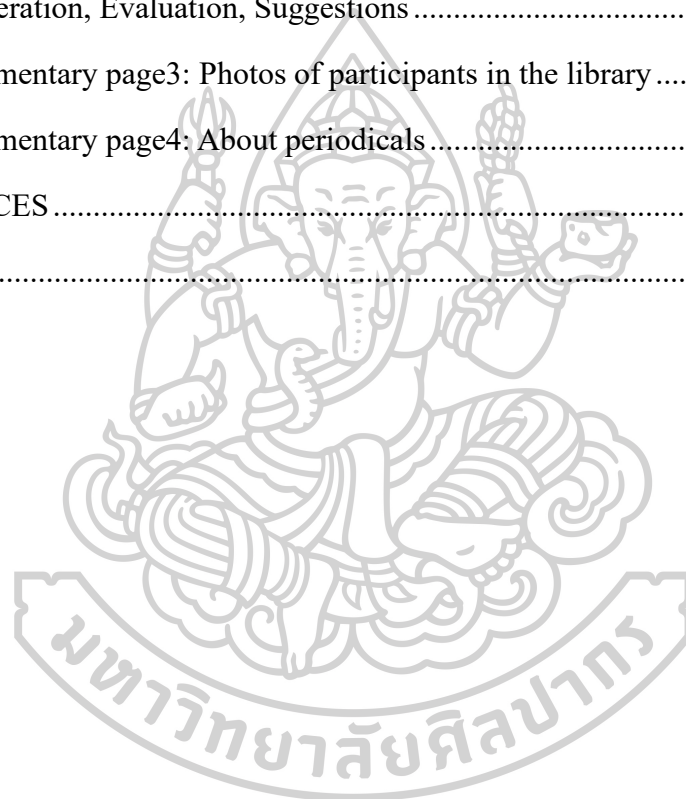 eration, Evaluation, Suggestions................................
mentary page3: Photos of participants in the library....
mentary page4: About periodicals................................
CES................................................................................
.....................................................................................
มหาวิทยาลัยศิลปากร